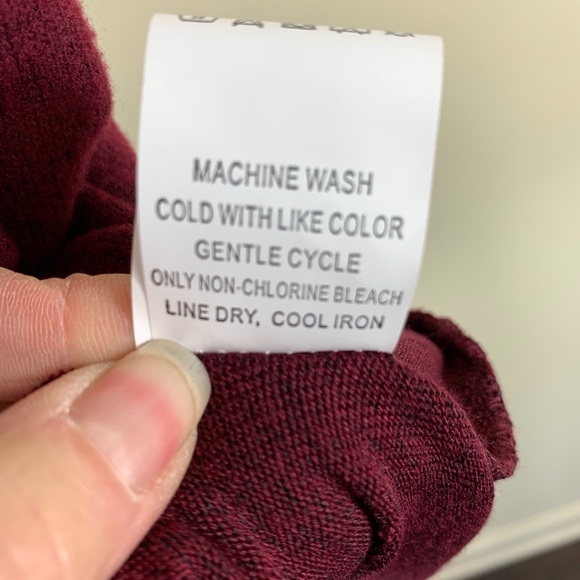 MACHINE WASH
COLD WITH LIKE COLOR
GENTLE CYCLE
ONLY NON-CHLORINE BLEACH
LINE DRY, COOL IRON